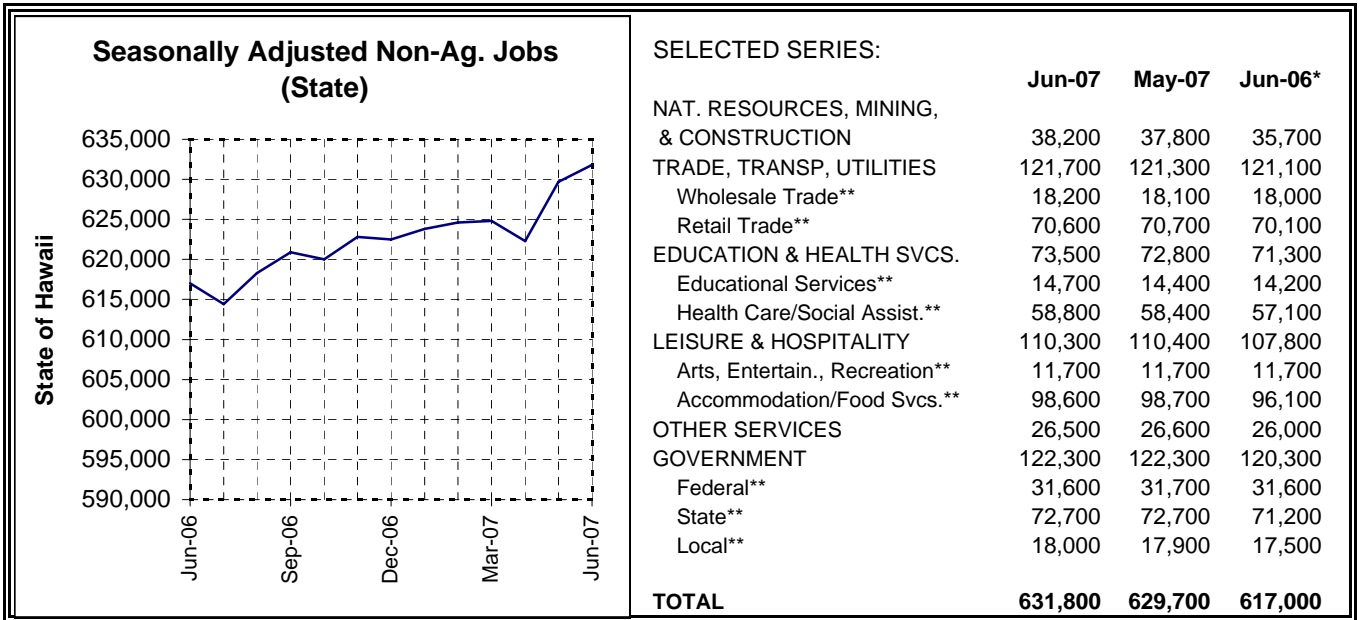 Seasonally Adjusted Non-Ag. Jobs
(State)
State of Hawaii
635,000
630,000
625,000
620,000
615,000
610,000
605,000
600,000
595,000
590,000
Jun-06
Sep-06
Dec-06
Mar-07
Jun-07
SELECTED SERIES:
Jun-07 May-07 Jun-06*
NAT. RESOURCES, MINING,
& CONSTRUCTION 38,200 37,800 35,700
TRADE, TRANSP, UTILITIES 121,700 121,300 121,100
Wholesale Trade** 18,200 18,100 18,000
Retail Trade** 70,600 70,700 70,100
EDUCATION & HEALTH SVCS. 73,500 72,800 71,300
Educational Services** 14,700 14,400 14,200
Health Care/Social Assist.** 58,800 58,400 57,100
LEISURE & HOSPITALITY 110,300 110,400 107,800
Arts, Entertain., Recreation** 11,700 11,700 11,700
Accommodation/Food Svcs.** 98,600 98,700 96,100
OTHER SERVICES 26,500 26,600 26,000
GOVERNMENT 122,300 122,300 120,300
Federal** 31,600 31,700 31,600
State** 72,700 72,700 71,200
Local** 18,000 17,900 17,500
TOTAL 631,800 629,700 617,000